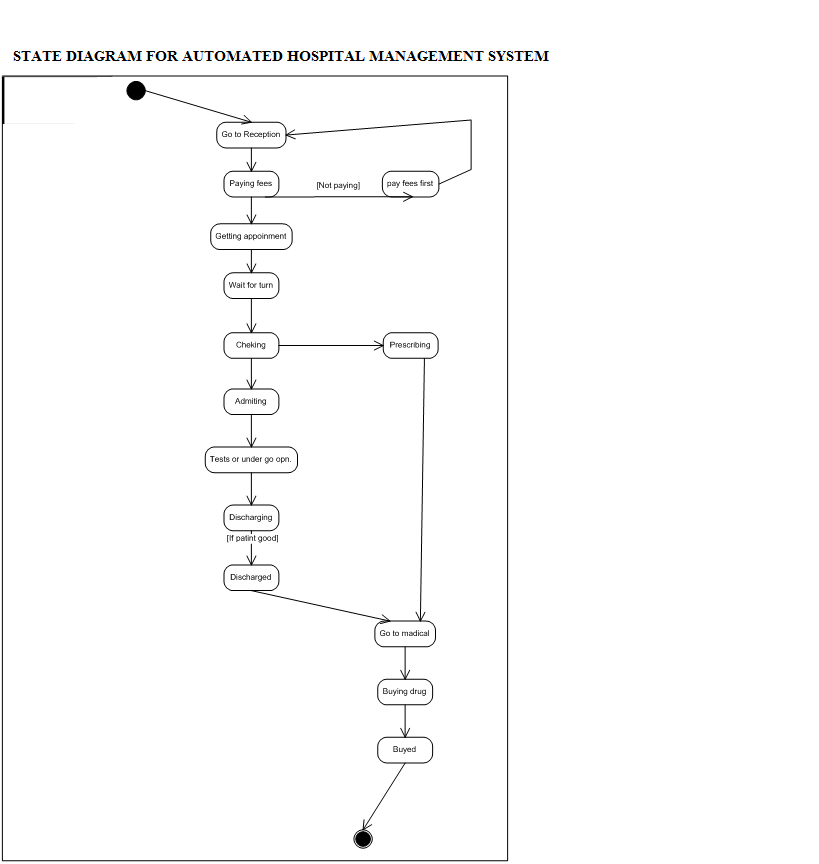 STATE DIAGRAM FOR AUTOMATED HOSPITAL MANAGEMENT SYSTEM
Go to Reception
Paying fees
[Not paying]
pay fees first
Getting appoinment
Wait for turn
Cheking
Prescribing
Admiting
Tests or under go opn.
Discharging
[If patint good]
Discharged
Go to madical
Buying drug
Buyed